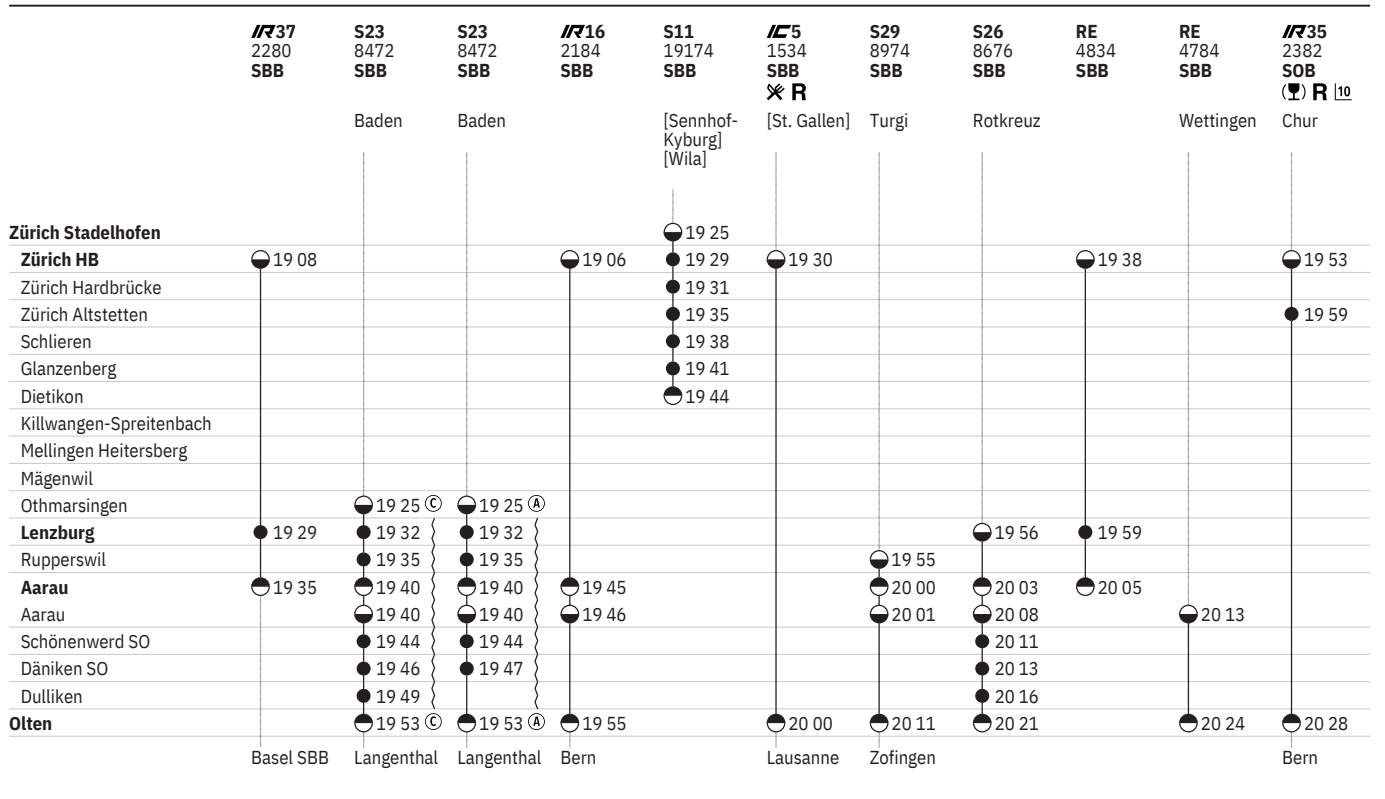 IR37 S23 S23 IR16 S11 IC5 S29 S26 RE RE IR35
2280 8472 8472 2184 19174 1534 8974 8676 4834 4784 2382
SBB SBB SBB SBB SBB SBB SBB SBB SBB SBB SOB
R R 10
Baden Baden [Sennhof- [St. Gallen] Turgi Rotkreuz Wettingen Chur
Kyburg]
[Wila]
Zürich Stadelhofen 19 25
Zürich HB 19 08 19 06 19 29 19 30 19 38 19 53
Zürich Hardbrücke 19 31
Zürich Altstetten 19 35 19 59
Schlieren 19 38
Glanzenberg 19 41
Dietikon 19 44
Killwangen-Spreitenbach
Mellingen Heitersberg
Mägenwil
Othmarsingen 19 25 Ⓒ 19 25 Ⓐ
Lenzburg 19 29 19 32 19 32 19 56 19 59
Rupperswil 19 35 19 35 19 55
Aarau 19 35 19 40 19 40 19 45 20 00 20 03 20 05
Aarau 19 40 19 40 19 46 20 01 20 08 20 13
Schönenwerd SO 19 44 19 44 20 11
Däniken SO 19 46 19 47 20 13
Dulliken 19 49 20 16
Olten 19 53 Ⓒ 19 53 Ⓐ 19 55 20 00 20 11 20 21 20 24 20 28
Basel SBB Langenthal Langenthal Bern Lausanne Zofingen Bern